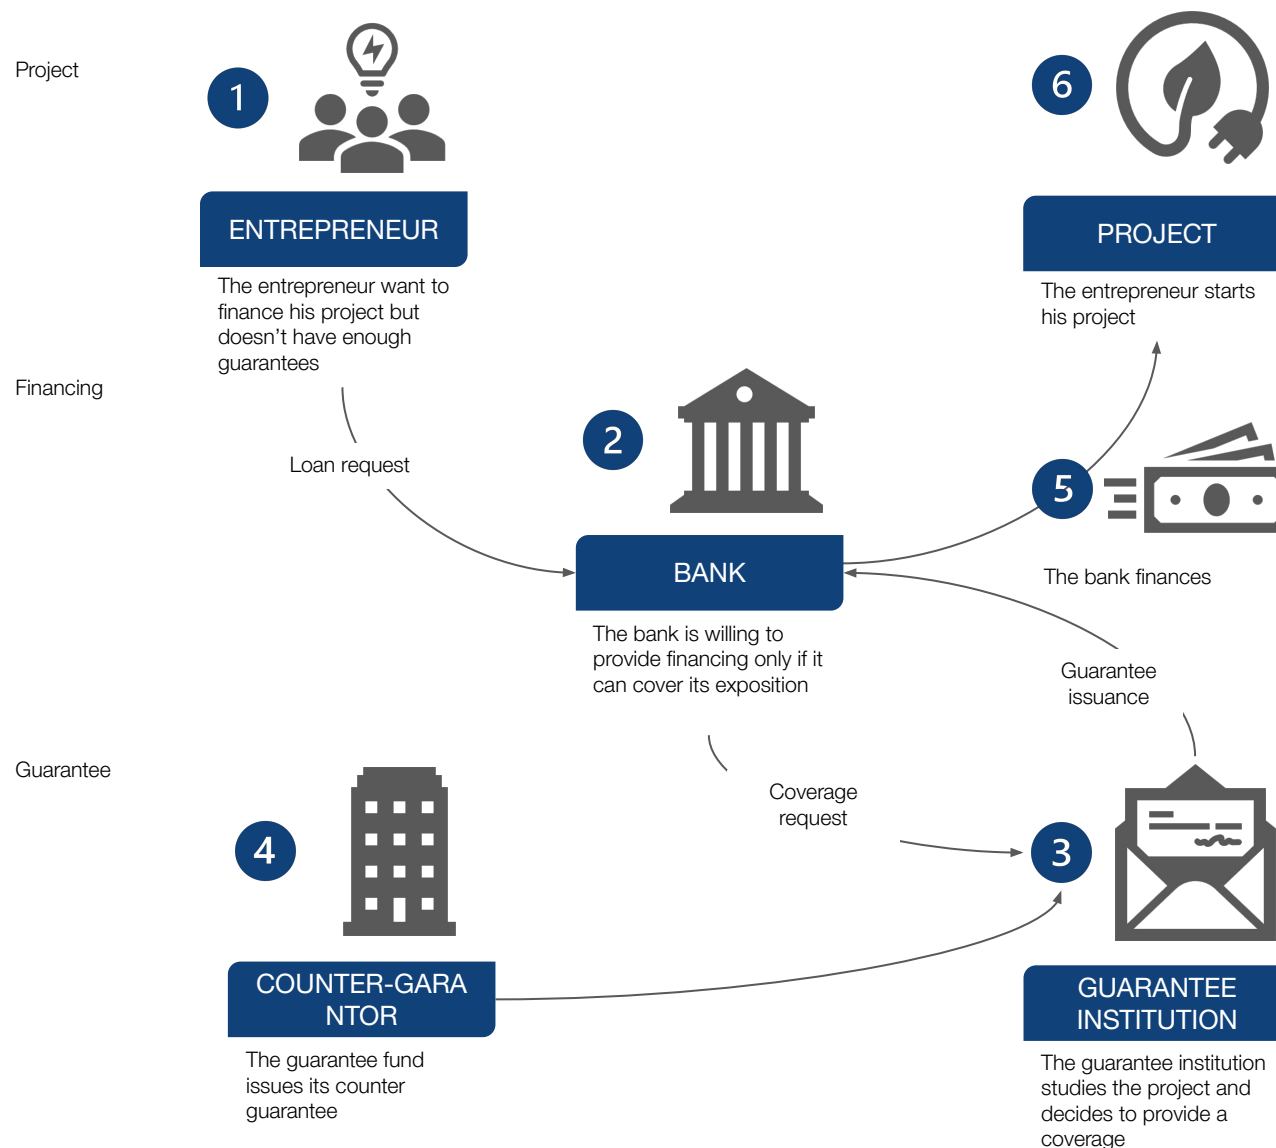 Project
1
6
ENTREPRENEUR
The entrepreneur want to
finance his project but
doesn't have enough
guarantees
PROJECT
The entrepreneur starts
his project
Financing
Loan request
2
5
BANK
The bank is willing to
provide financing only if it
can cover its exposition
The bank finances
Guarantee
issuance
Guarantee
Coverage
request
4
3
COUNTER-GARA
NTOR
The guarantee fund
issues its counter
guarantee
GUARANTEE
INSTITUTION
The guarantee institution
studies the project and
decides to provide a
coverage